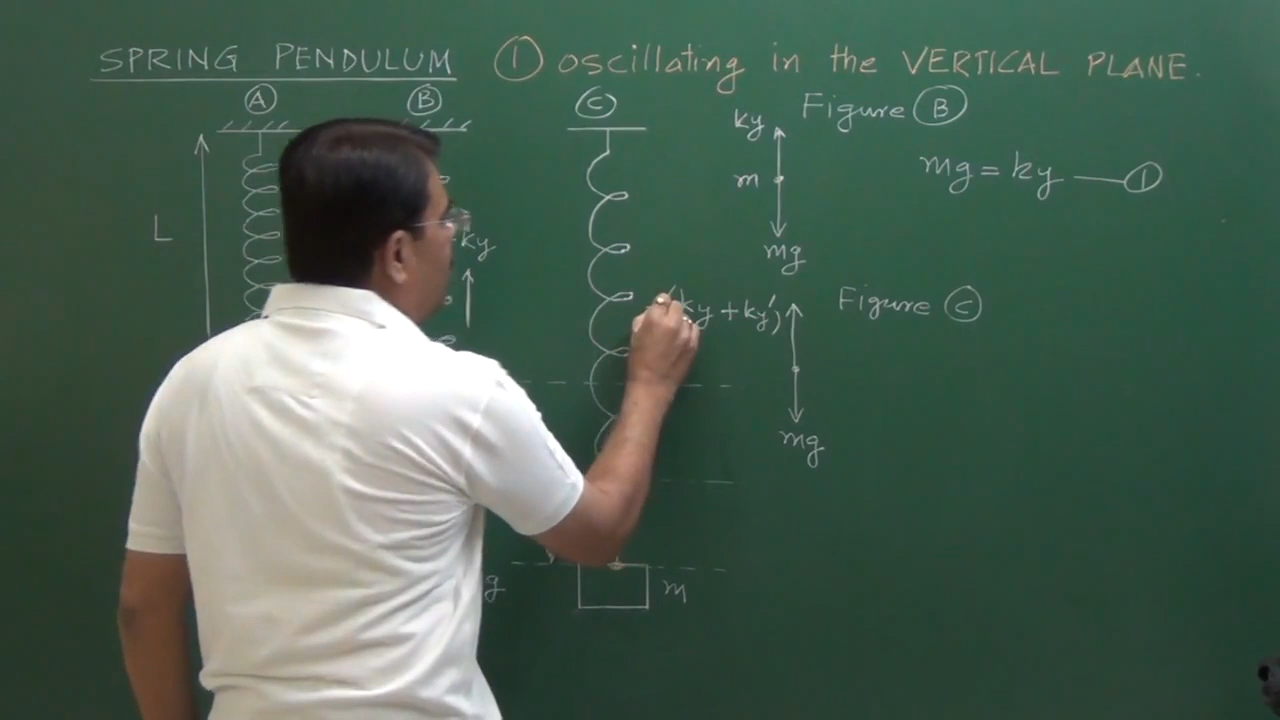 SPRING PENDULUM ① oscillating in the VERTICAL PLANE.
Ⓐ Ⓑ Ⓒ
Figure Ⓑ
ky
m
mg
mg = ky — ①
L
ky
(ky + ky')
Figure Ⓒ
mg
g
m